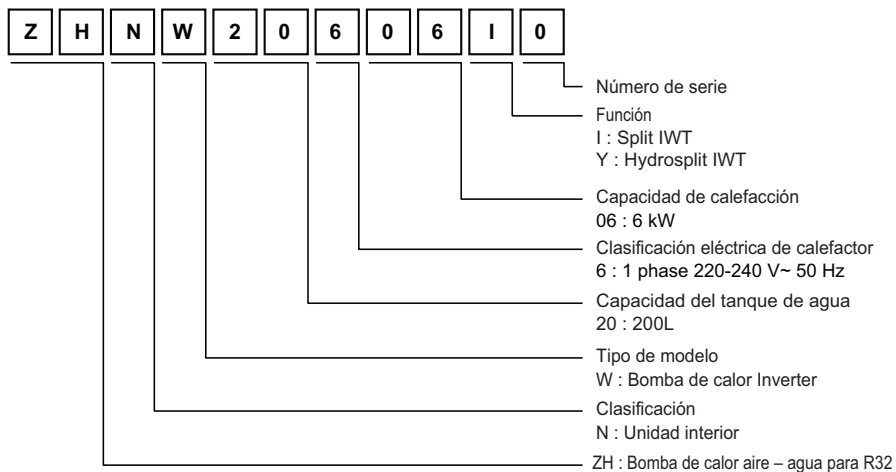 Z H N W 2 0 6 0 6 I 0
Número de serie
Función
I : Split IWT
Y : Hydrosplit IWT
Capacidad de calefacción
06 : 6 kW
Clasificación eléctrica de calefactor
6 : 1 phase 220-240 V~ 50 Hz
Capacidad del tanque de agua
20 : 200L
Tipo de modelo
W : Bomba de calor Inverter
Clasificación
N : Unidad interior
ZH : Bomba de calor aire – agua para R32